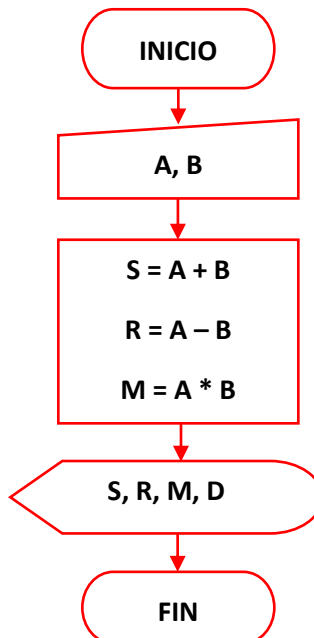 INICIO
A, B
S = A + B
R = A – B
M = A * B
S, R, M, D
FIN